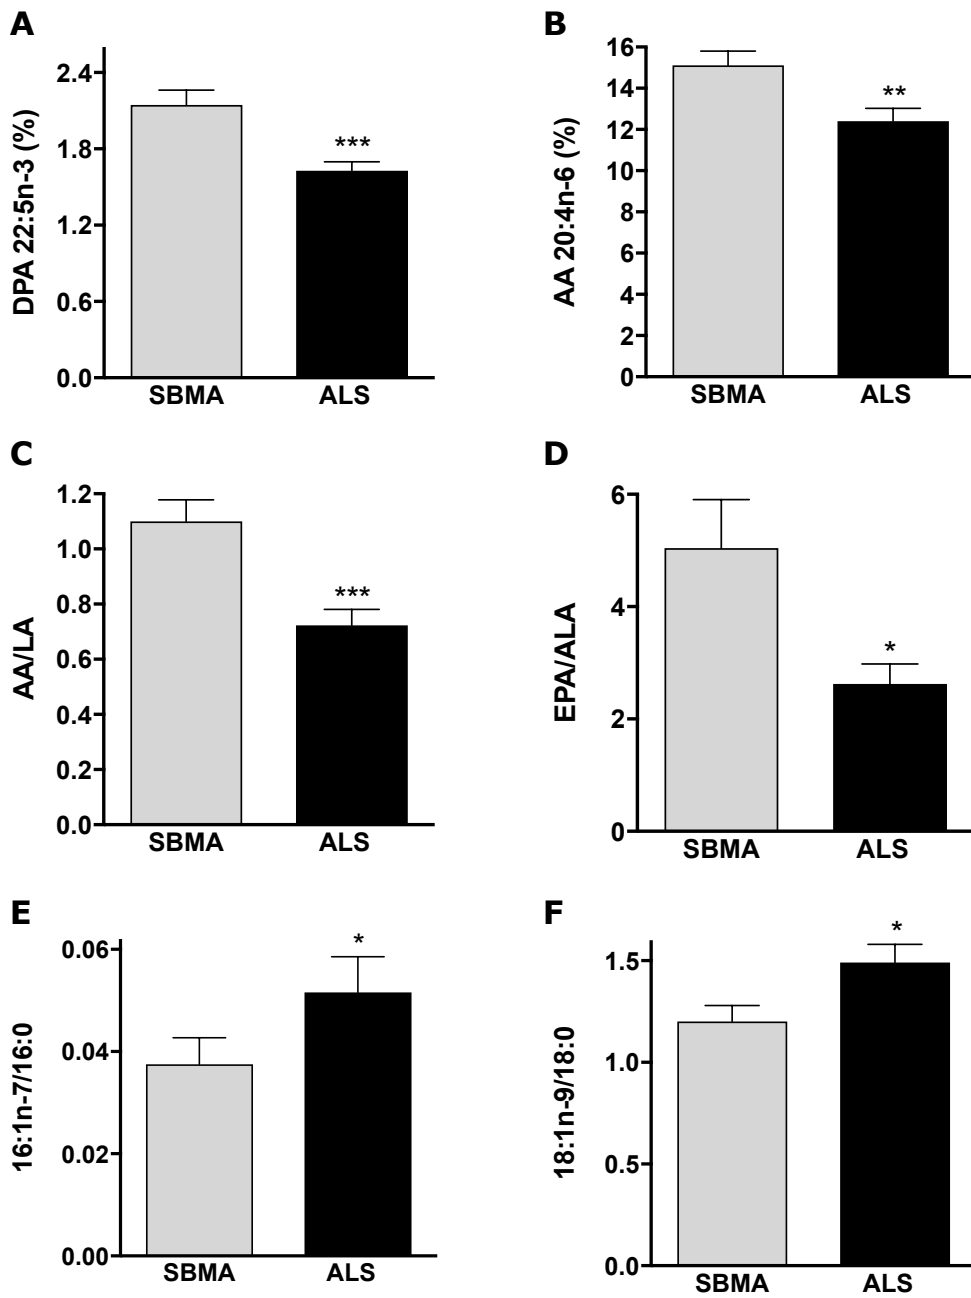 A
DPA 22:5n-3 (%)
2.4
1.8
1.2
0.6
0.0
***
SBMA ALS
B
AA 20:4n-6 (%)
16
14
12
10
8
6
4
2
0
**
SBMA ALS
C
AA/LA
1.2
1.0
0.8
0.6
0.4
0.2
0.0
***
SBMA ALS
D
EPA/ALA
6
4
2
0
*
SBMA ALS
E
16:1n-7/16:0
0.06
0.04
0.02
0.00
*
SBMA ALS
F
18:1n-9/18:0
1.5
1.0
0.5
0.0
*
SBMA ALS